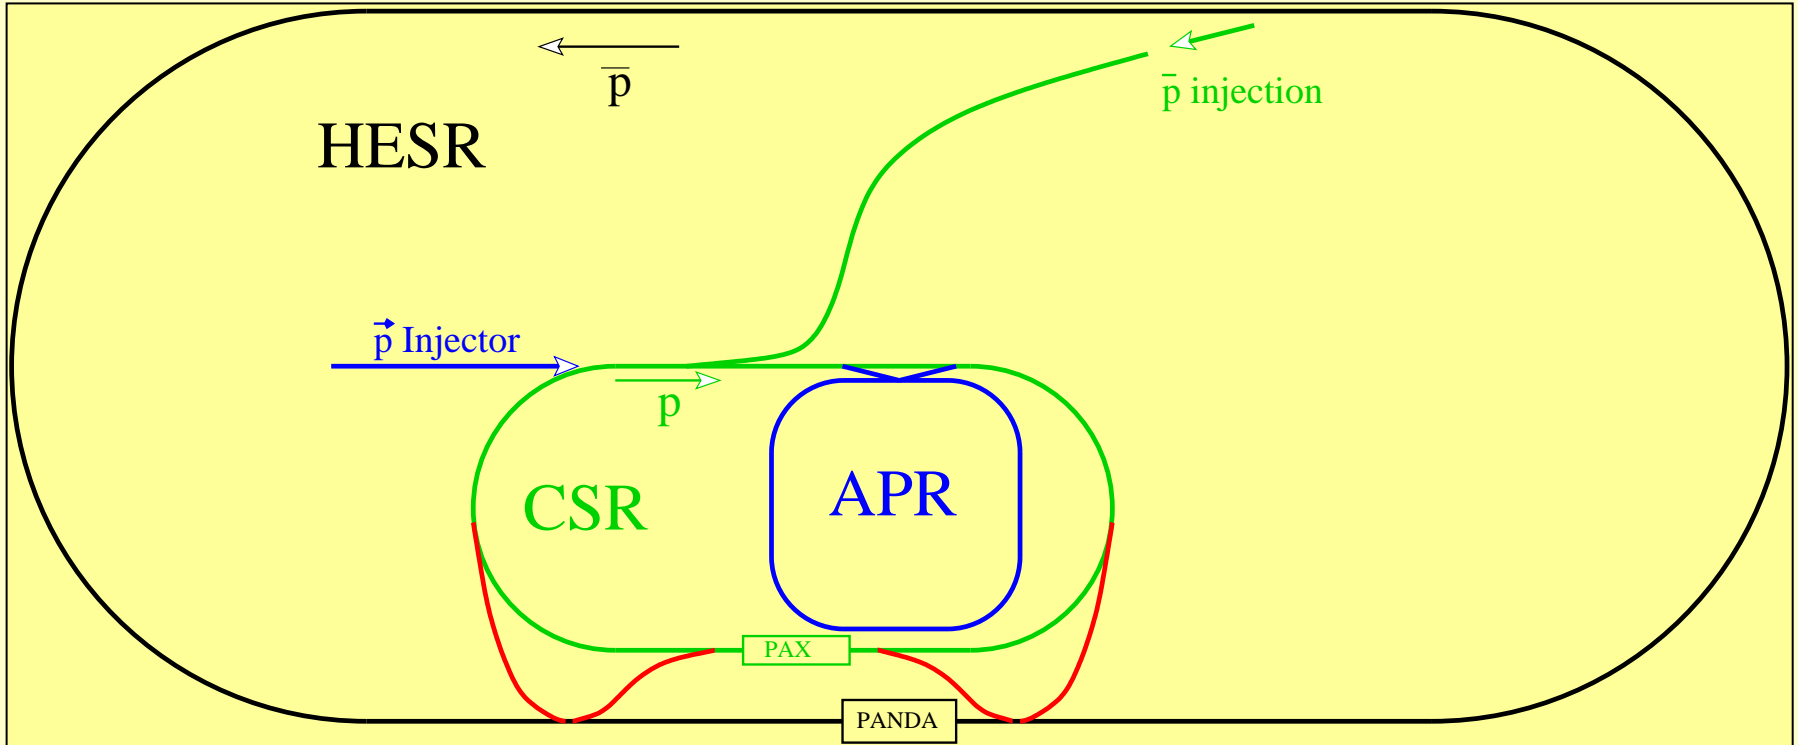 p̅
p̅ injection
HESR
p⃗ Injector
p
CSR
APR
PAX
PANDA